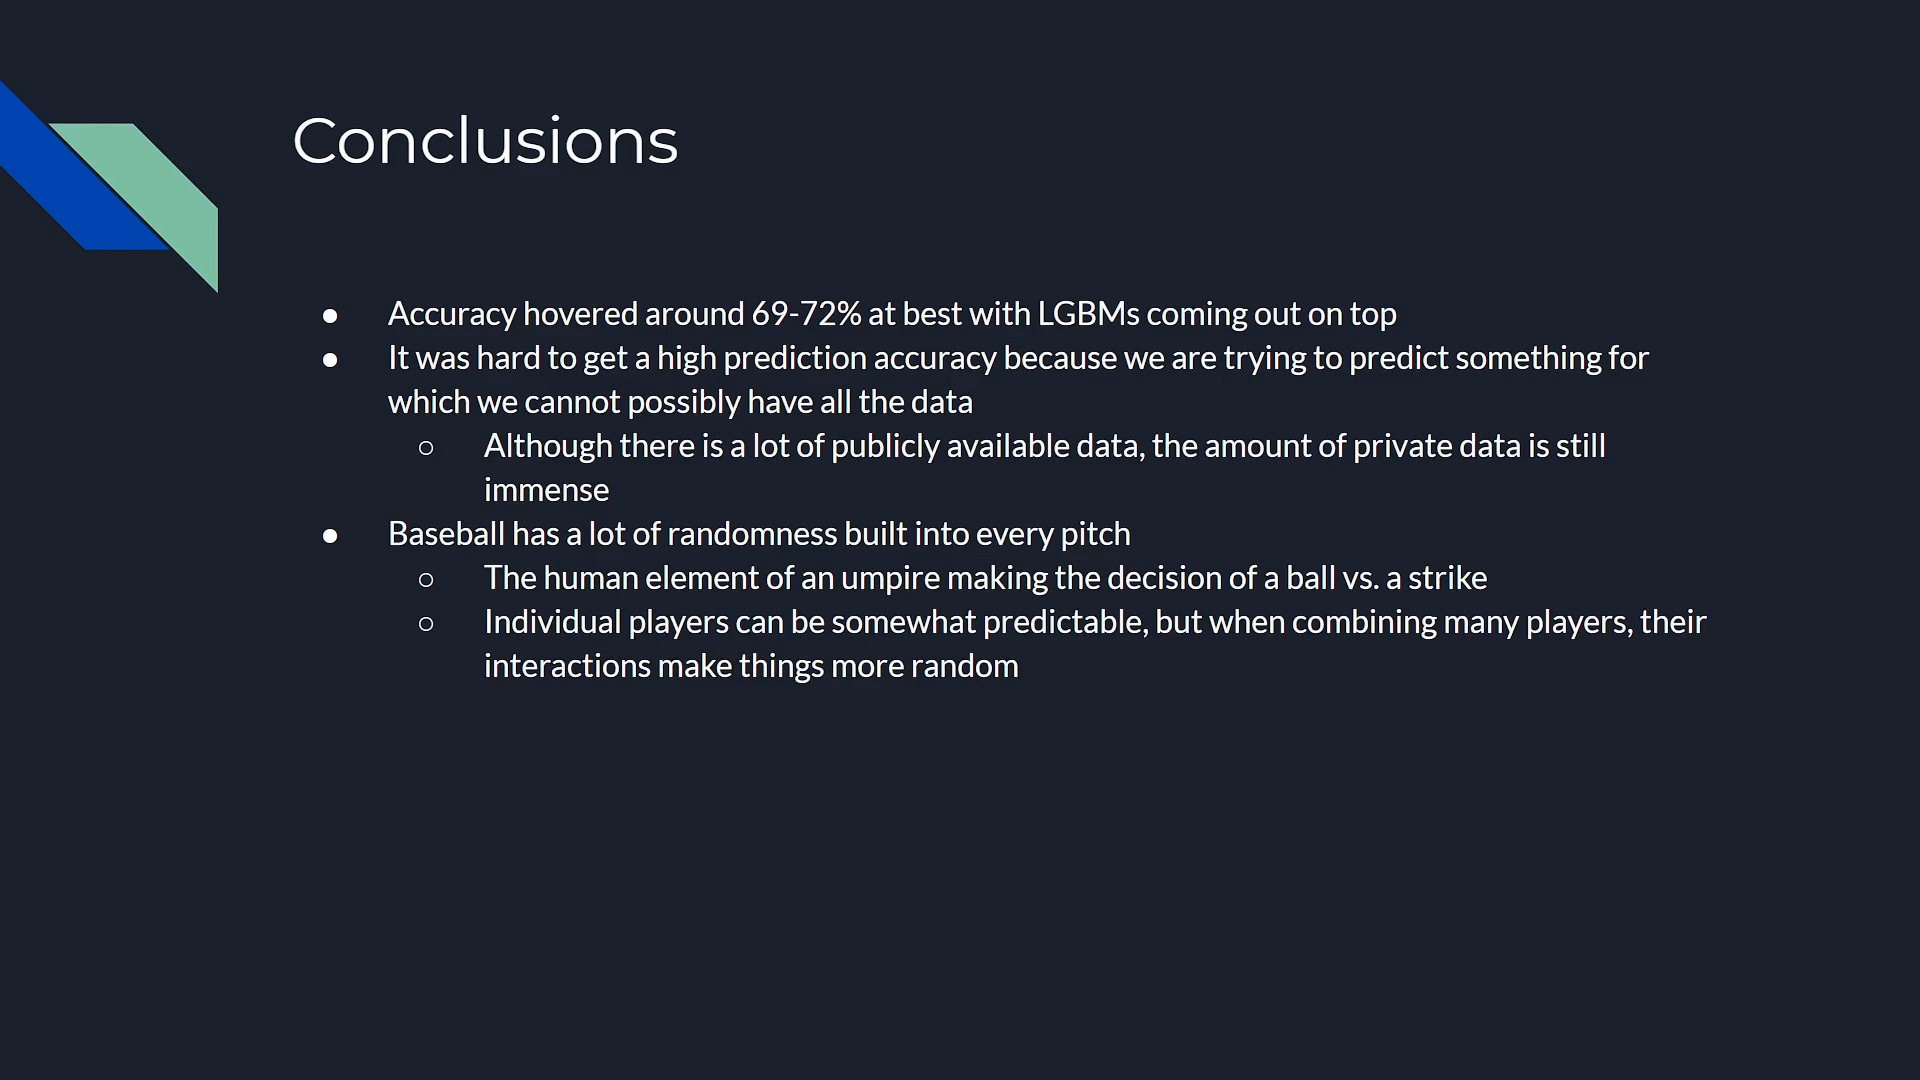 Conclusions
● Accuracy hovered around 69-72% at best with LGBMs coming out on top
● It was hard to get a high prediction accuracy because we are trying to predict something for
which we cannot possibly have all the data
○ Although there is a lot of publicly available data, the amount of private data is still
immense
● Baseball has a lot of randomness built into every pitch
○ The human element of an umpire making the decision of a ball vs. a strike
○ Individual players can be somewhat predictable, but when combining many players, their
interactions make things more random